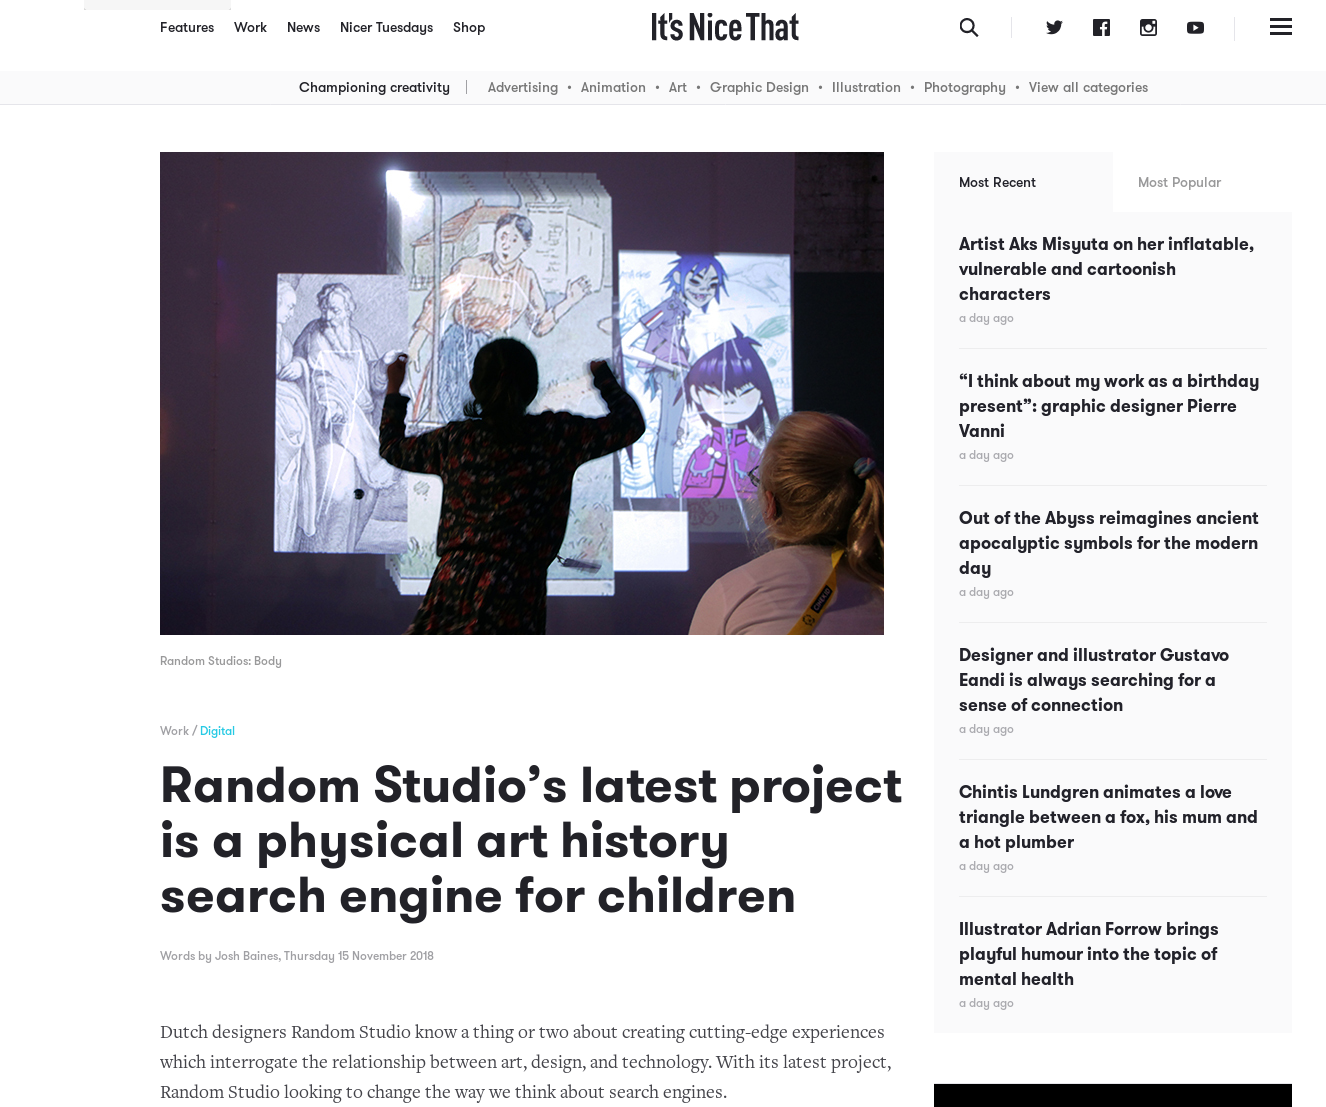 Features
Work
News
Nicer Tuesdays
Shop
It's Nice That
Championing creativity
Advertising • Animation • Art • Graphic Design • Illustration • Photography • View all categories
Random Studios: Body
Work / Digital
Random Studio’s latest project
is a physical art history
search engine for children
Words by Josh Baines, Thursday 15 November 2018
Dutch designers Random Studio know a thing or two about creating cutting-edge experiences
which interrogate the relationship between art, design, and technology. With its latest project,
Random Studio looking to change the way we think about search engines.
Most Recent
Most Popular
Artist Aks Misyuta on her inflatable,
vulnerable and cartoonish
characters
a day ago
“I think about my work as a birthday
present”: graphic designer Pierre
Vanni
a day ago
Out of the Abyss reimagines ancient
apocalyptic symbols for the modern
day
a day ago
Designer and illustrator Gustavo
Eandi is always searching for a
sense of connection
a day ago
Chintis Lundgren animates a love
triangle between a fox, his mum and
a hot plumber
a day ago
Illustrator Adrian Forrow brings
playful humour into the topic of
mental health
a day ago